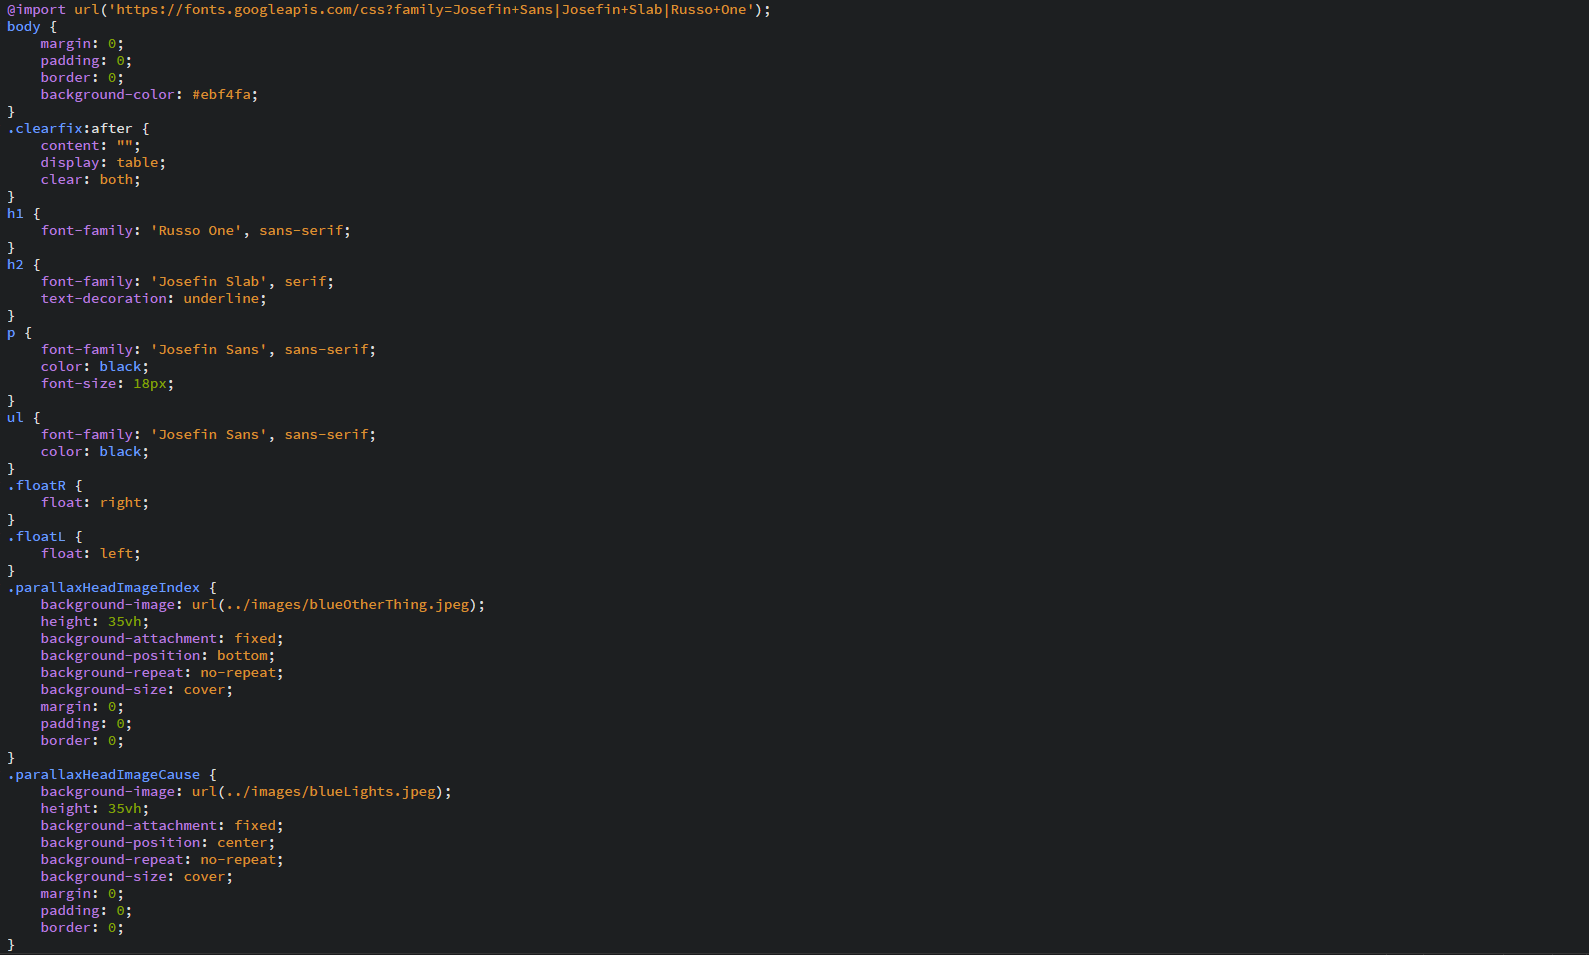 @import url('https://fonts.googleapis.com/css?family=Josefin+Sans|Josefin+Slab|Russo+One');
body {
    margin: 0;
    padding: 0;
    border: 0;
    background-color: #ebf4fa;
}
.clearfix:after {
    content: "";
    display: table;
    clear: both;
}
h1 {
    font-family: 'Russo One', sans-serif;
}
h2 {
    font-family: 'Josefin Slab', serif;
    text-decoration: underline;
}
p {
    font-family: 'Josefin Sans', sans-serif;
    color: black;
    font-size: 18px;
}
ul {
    font-family: 'Josefin Sans', sans-serif;
    color: black;
}
.floatR {
    float: right;
}
.floatL {
    float: left;
}
.parallaxHeadImageIndex {
    background-image: url(../images/blueOtherThing.jpeg);
    height: 35vh;
    background-attachment: fixed;
    background-position: bottom;
    background-repeat: no-repeat;
    background-size: cover;
    margin: 0;
    padding: 0;
    border: 0;
}
.parallaxHeadImageCause {
    background-image: url(../images/blueLights.jpeg);
    height: 35vh;
    background-attachment: fixed;
    background-position: center;
    background-repeat: no-repeat;
    background-size: cover;
    margin: 0;
    padding: 0;
    border: 0;
}